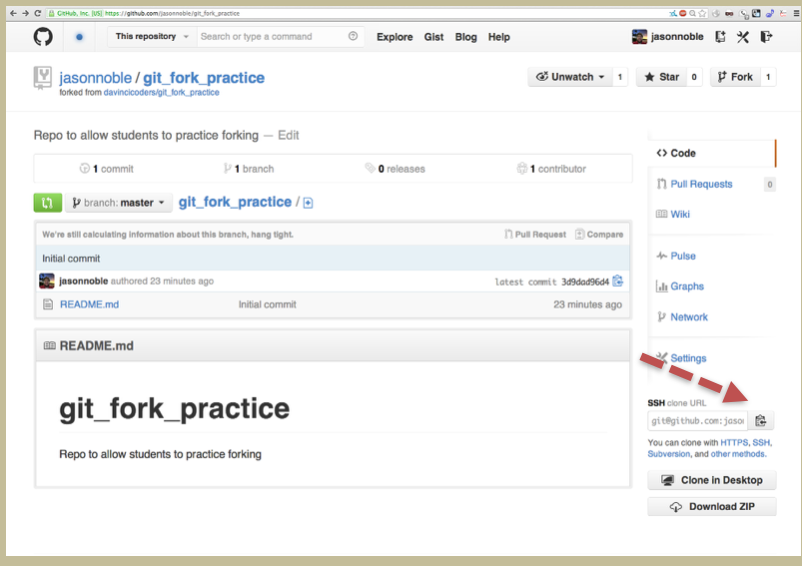 GitHub, Inc. [US] https://github.com/jasonnoble/git_fork_practice
This repository Search or type a command Explore Gist Blog Help jasonnoble
jasonnoble / git_fork_practice
Unwatch 1 Star 0 Fork 1
forked from davincicoders/git_fork_practice
Repo to allow students to practice forking — Edit
1 commit 1 branch 0 releases 1 contributor
branch: master git_fork_practice /
We're still calculating information about this branch, hang tight. Pull Request Compare
Initial commit
jasonnoble authored 23 minutes ago latest commit 3d9dad96d4
README.md Initial commit 23 minutes ago
README.md
git_fork_practice
Repo to allow students to practice forking
Code
Pull Requests 0
Wiki
Pulse
Graphs
Network
Settings
SSH clone URL
git@github.com:jason
You can clone with HTTPS, SSH,
Subversion, and other methods.
Clone in Desktop
Download ZIP